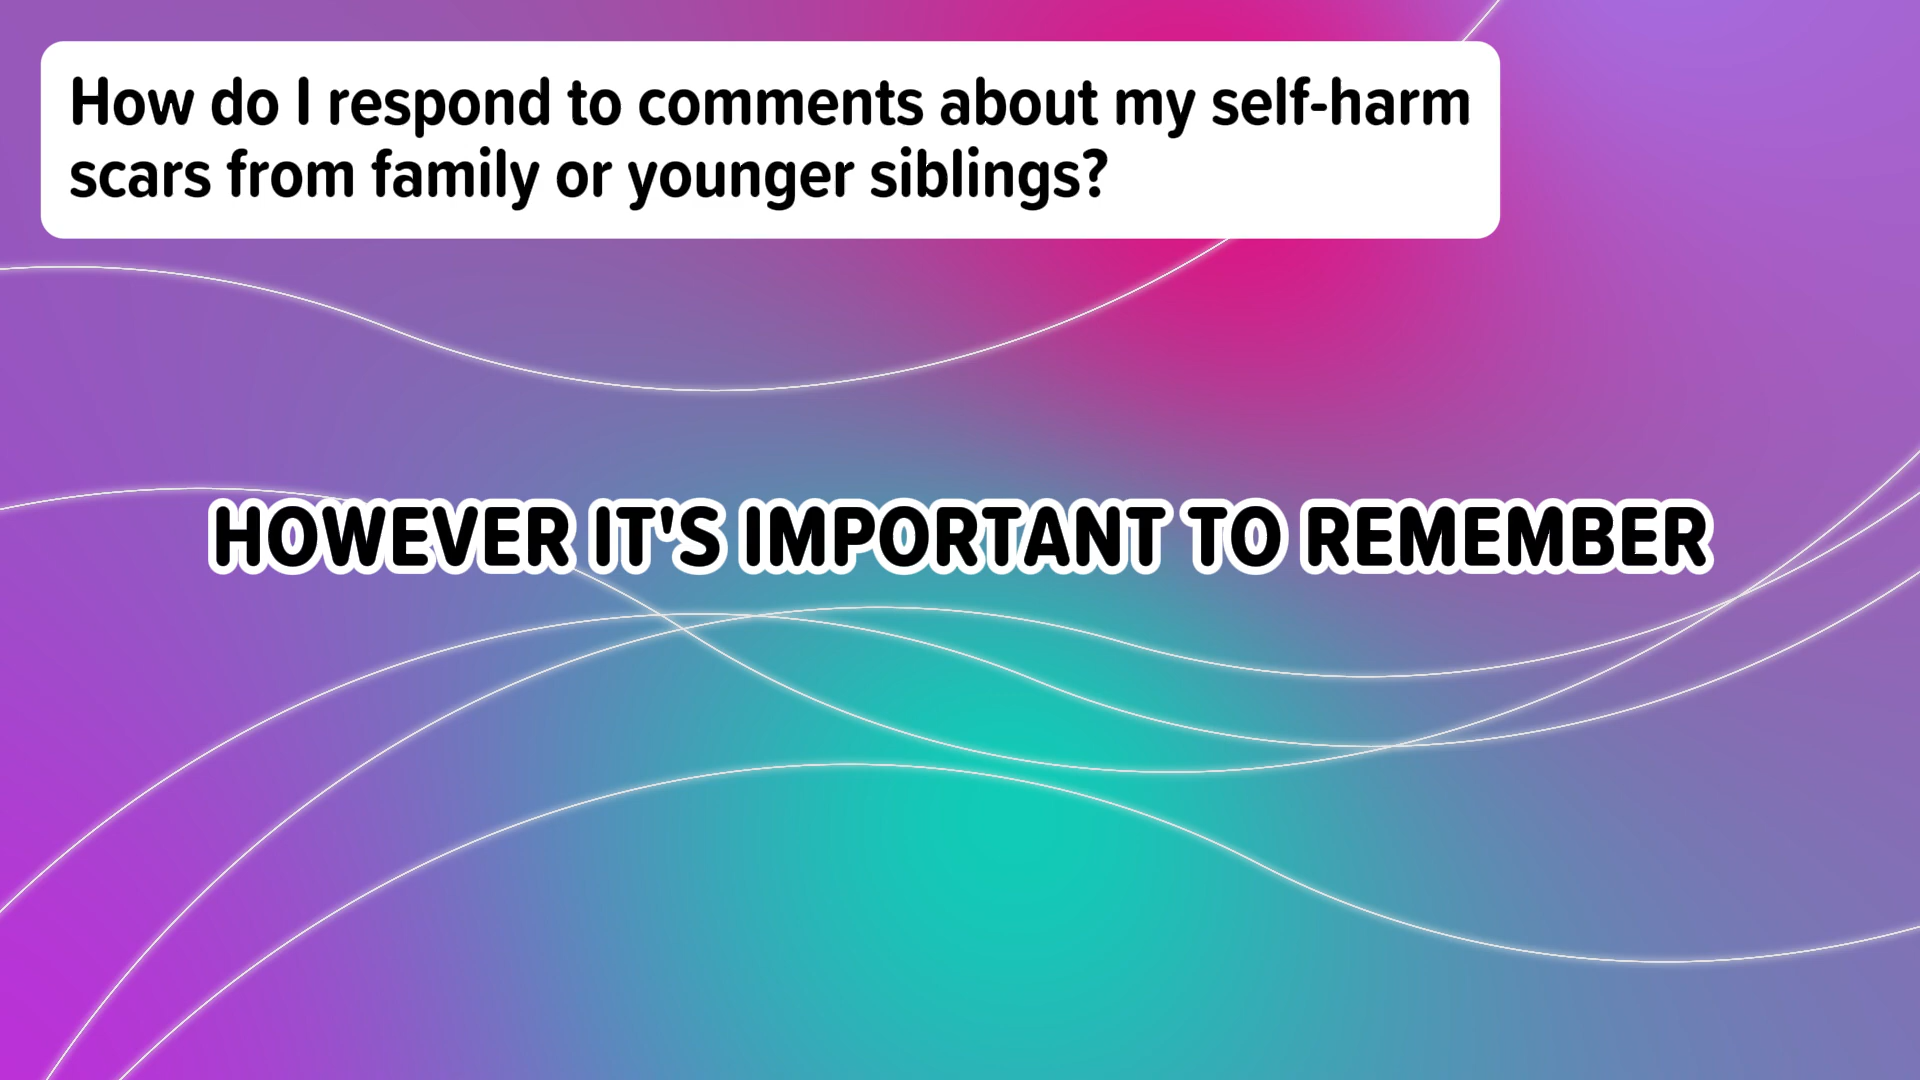 How do I respond to comments about my self-harm
scars from family or younger siblings?
HOWEVER IT'S IMPORTANT TO REMEMBER